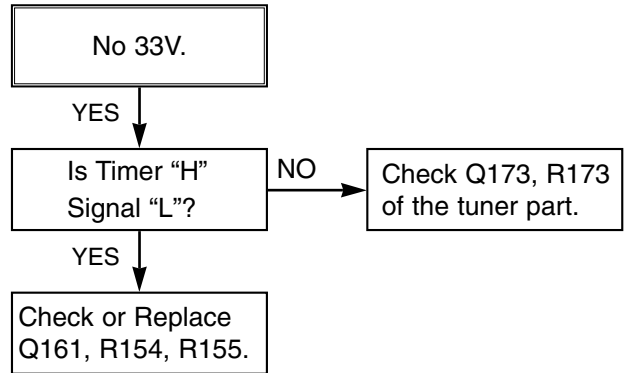 No 33V.
YES
Is Timer “H”
Signal “L”?
NO
Check Q173, R173
of the tuner part.
YES
Check or Replace
Q161, R154, R155.